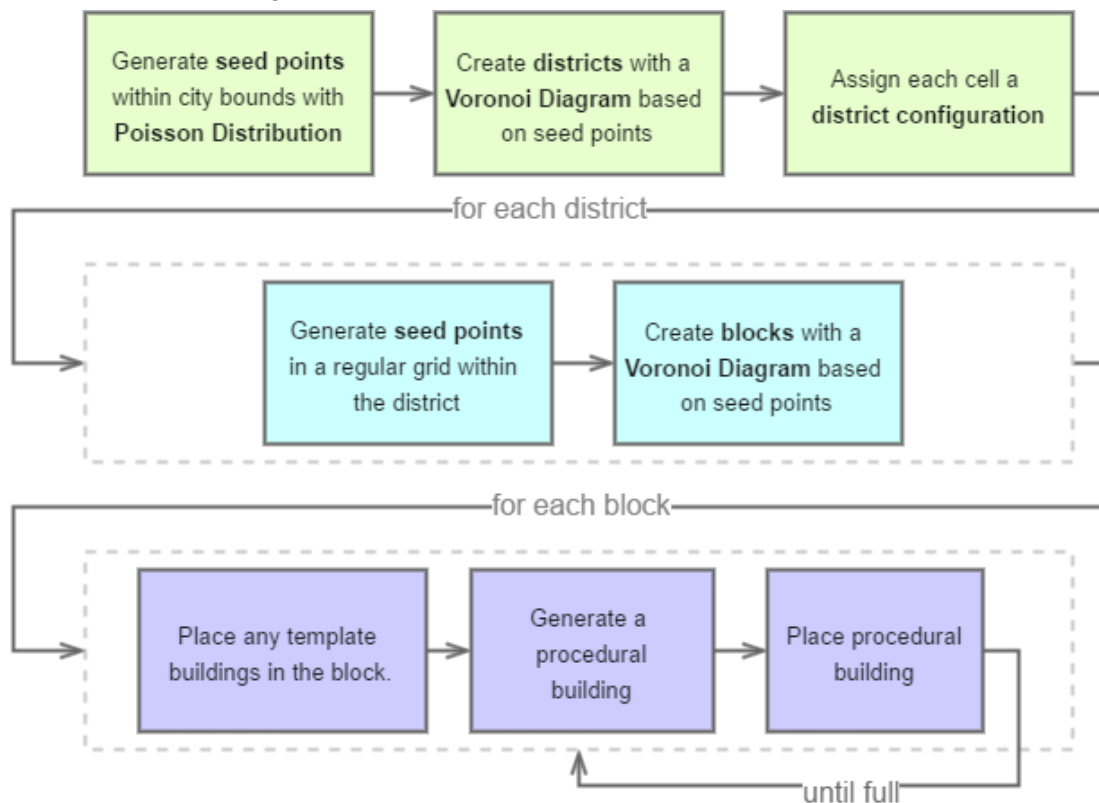 Generate seed points
within city bounds with
Poisson Distribution
Create districts with a
Voronoi Diagram based
on seed points
Assign each cell a
district configuration
for each district
Generate seed points
in a regular grid within
the district
Create blocks with a
Voronoi Diagram based
on seed points
for each block
Place any template
buildings in the block.
Generate a
procedural
building
Place procedural
building
until full